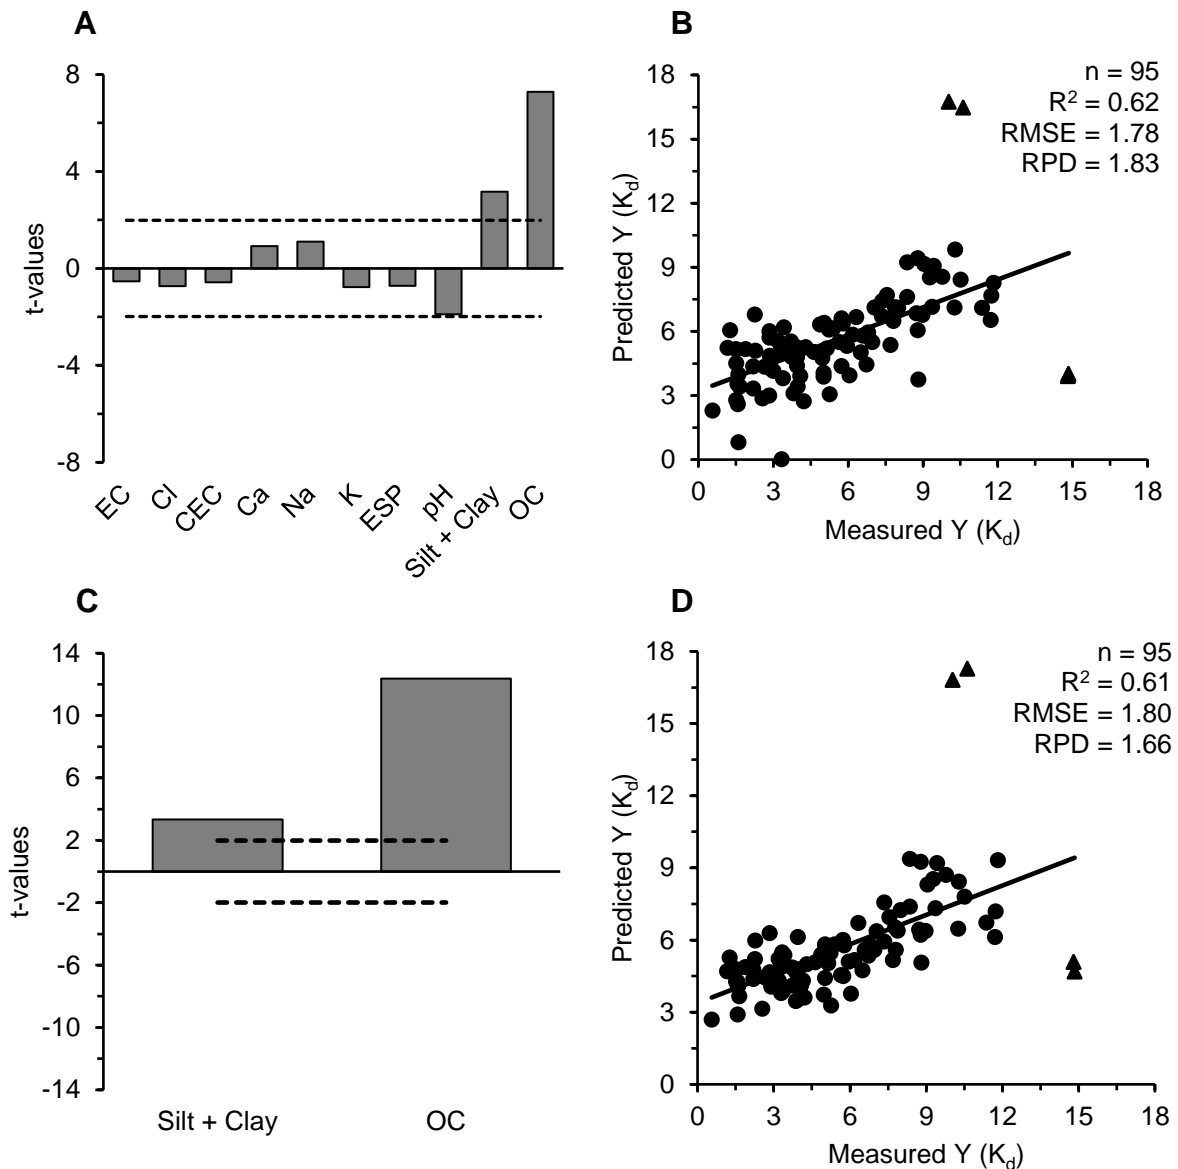 A
8
4
0
-4
-8
t-values
EC
Cl
CEC
Ca
Na
K
ESP
pH
Silt + Clay
OC
B
18
15
12
9
6
3
0
Predicted Y (K_d)
n = 95
R² = 0.62
RMSE = 1.78
RPD = 1.83
0 3 6 9 12 15 18
Measured Y (K_d)
C
14
10
6
2
-2
-6
-10
-14
t-values
Silt + Clay
OC
D
18
15
12
9
6
3
0
Predicted Y (K_d)
n = 95
R² = 0.61
RMSE = 1.80
RPD = 1.66
0 3 6 9 12 15 18
Measured Y (K_d)